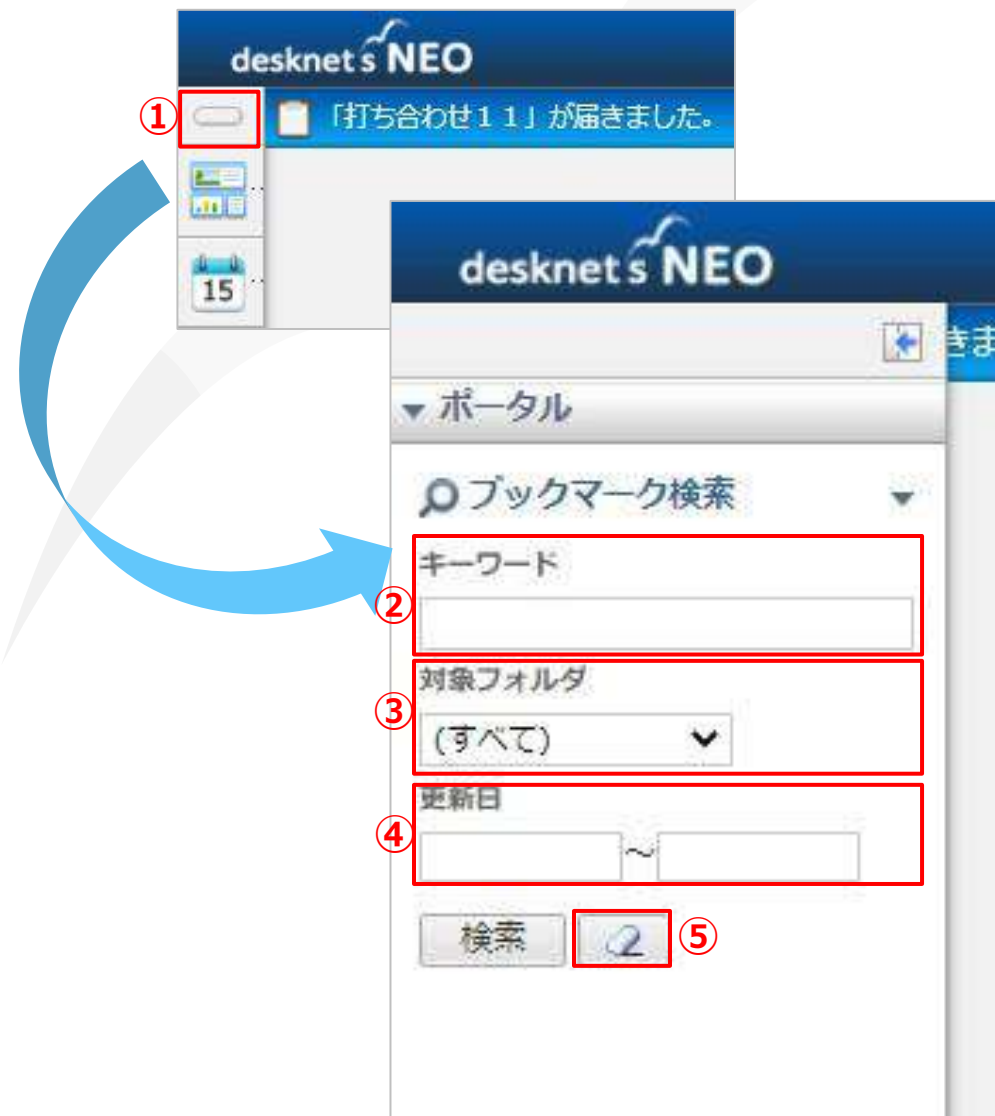 desknet's NEO
① 「打ち合わせ１１」が届きました。
..
15 ..
desknet's NEO
きま
ポータル
ブックマーク検索
キーワード
②
対象フォルダ
③ (すべて)
更新日
④ ～
検索 ⑤